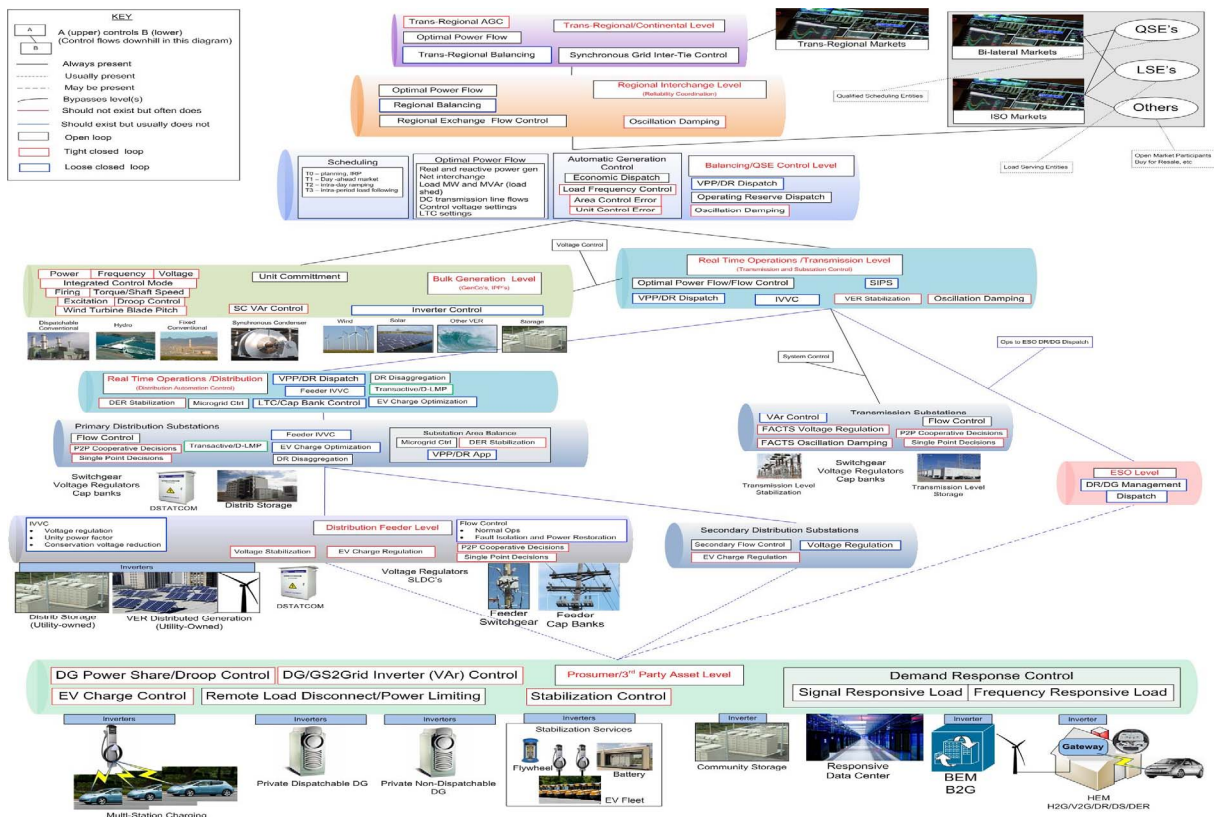 KEY
A
B
A (upper) controls B (lower)
(Control flows downhill in this diagram)
Always present
Usually present
May be present
Bypasses level(s)
Should not exist but often does
Should exist but usually does not
Open loop
Tight closed loop
Loose closed loop
Trans-Regional AGC
Trans-Regional/Continental Level
Optimal Power Flow
Trans-Regional Balancing
Synchronous Grid Inter-Tie Control
Trans-Regional Markets
Bi-lateral Markets
ISO Markets
QSE's
LSE's
Others
Qualified Scheduling Entities
Load Serving Entities
Open Market Participants
Buy for Resale, etc
Optimal Power Flow
Regional Interchange Level
(Reliability Coordination)
Regional Balancing
Regional Exchange Flow Control
Oscillation Damping
Scheduling
T0 – planning, IRP
T1 – Day-ahead market
T2 – intra-day ramping
T3 – intra-period load following
Optimal Power Flow
Real and reactive power gen
Net interchange
Load MW and MVAr (load
shed)
DC transmission line flows
Control voltage settings
LTC settings
Automatic Generation
Control
Economic Dispatch
Load Frequency Control
Area Control Error
Unit Control Error
Balancing/QSE Control Level
VPP/DR Dispatch
Operating Reserve Dispatch
Oscillation Damping
Voltage Control
Power Frequency Voltage
Integrated Control Mode
Firing Torque/Shaft Speed
Excitation Droop Control
Wind Turbine Blade Pitch
Unit Committment
Bulk Generation Level
(GenCo's, IPP's)
SC VAr Control
Inverter Control
Dispatchable
Conventional
Hydro
Fixed
Conventional
Synchronous Condenser
Wind
Solar
Other VER
Storage
Real Time Operations /Transmission Level
(Transmission and Substation Control)
Optimal Power Flow/Flow Control
SIPS
VPP/DR Dispatch
IVVC
VER Stabilization
Oscillation Damping
System Control
Ops to ESO DR/DG Dispatch
Real Time Operations /Distribution
(Distribution Automation Control)
VPP/DR Dispatch
DR Disaggregation
Feeder IVVC
Transactive/D-LMP
DER Stabilization
Microgrid Ctrl
LTC/Cap Bank Control
EV Charge Optimization
Primary Distribution Substations
Flow Control
P2P Cooperative Decisions
Single Point Decisions
Transactive/D-LMP
Feeder IVVC
EV Charge Optimization
DR Disaggregation
Substation Area Balance
Microgrid Ctrl
DER Stabilization
VPP/DR App
Switchgear
Voltage Regulators
Cap banks
DSTATCOM
Distrib Storage
Transmission Substations
VAr Control
Flow Control
FACTS Voltage Regulation
P2P Cooperative Decisions
FACTS Oscillation Damping
Single Point Decisions
Transmission Level
Stabilization
Switchgear
Voltage Regulators
Cap banks
Transmission Level
Storage
ESO Level
DR/DG Management
Dispatch
IVVC
• Voltage regulation
• Unity power factor
• Conservation voltage reduction
Distribution Feeder Level
Flow Control
• Normal Ops
• Fault Isolation and Power Restoration
Voltage Stabilization
EV Charge Regulation
P2P Cooperative Decisions
Single Point Decisions
Secondary Distribution Substations
Secondary Flow Control
Voltage Regulation
EV Charge Regulation
Inverters
Distrib Storage
(Utility-owned)
VER Distributed Generation
(Utility-Owned)
DSTATCOM
Voltage Regulators
SLDC's
Feeder
Switchgear
Feeder
Cap Banks
DG Power Share/Droop Control
DG/GS2Grid Inverter (VAr) Control
Prosumer/3rd Party Asset Level
EV Charge Control
Remote Load Disconnect/Power Limiting
Stabilization Control
Demand Response Control
Signal Responsive Load
Frequency Responsive Load
Inverters
Multi-Station Charging
Inverters
Private Dispatchable DG
Inverters
Private Non-Dispatchable
DG
Inverters
Stabilization Services
Flywheel
Battery
EV Fleet
Inverter
Community Storage
Responsive
Data Center
Inverter
BEM
B2G
Inverter
Gateway
HEM
H2G/V2G/DR/DS/DER